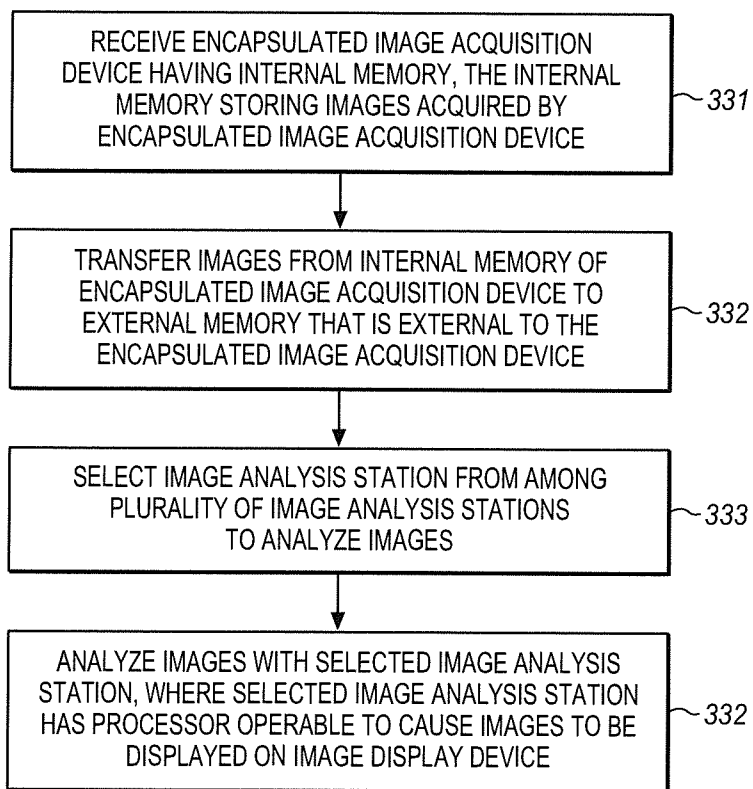 RECEIVE ENCAPSULATED IMAGE ACQUISITION
DEVICE HAVING INTERNAL MEMORY, THE INTERNAL
MEMORY STORING IMAGES ACQUIRED BY
ENCAPSULATED IMAGE ACQUISITION DEVICE
331
TRANSFER IMAGES FROM INTERNAL MEMORY OF
ENCAPSULATED IMAGE ACQUISITION DEVICE TO
EXTERNAL MEMORY THAT IS EXTERNAL TO THE
ENCAPSULATED IMAGE ACQUISITION DEVICE
332
SELECT IMAGE ANALYSIS STATION FROM AMONG
PLURALITY OF IMAGE ANALYSIS STATIONS
TO ANALYZE IMAGES
333
ANALYZE IMAGES WITH SELECTED IMAGE ANALYSIS
STATION, WHERE SELECTED IMAGE ANALYSIS STATION
HAS PROCESSOR OPERABLE TO CAUSE IMAGES TO BE
DISPLAYED ON IMAGE DISPLAY DEVICE
332